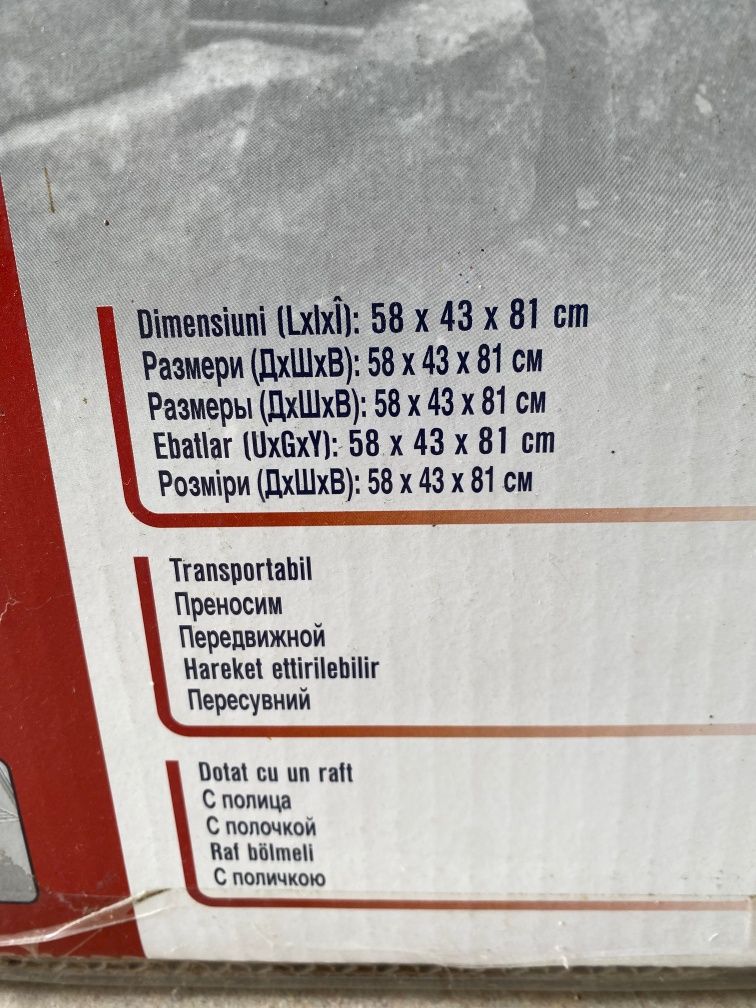 Dimensiuni (LxlxÎ): 58 x 43 x 81 cm
Размери (ДхШхВ): 58 х 43 х 81 см
Размеры (ДхШхВ): 58 х 43 х 81 см
Ebatlar (UxGxY): 58 x 43 x 81 cm
Розміри (ДхШхВ): 58 х 43 х 81 см
Transportabil
Преносим
Передвижной
Hareket ettirilebilir
Пересувний
Dotat cu un raft
С полица
С полочкой
Raf bölmeli
С поличкою